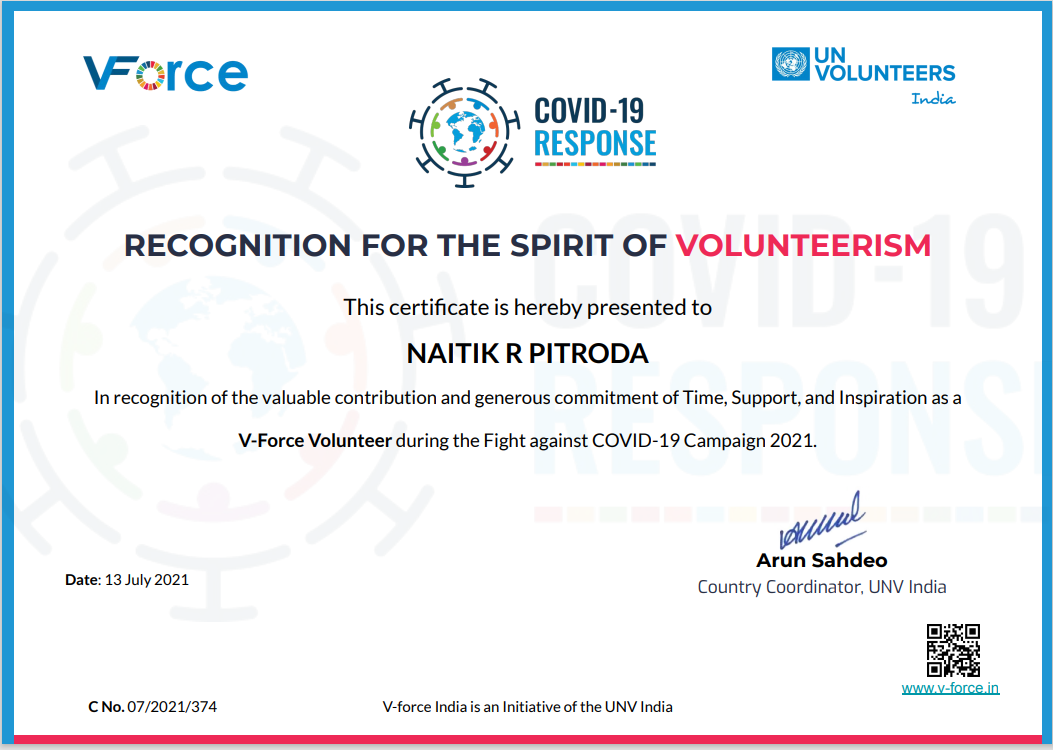 VForce
UN
VOLUNTEERS
India
COVID-19
RESPONSE
RECOGNITION FOR THE SPIRIT OF VOLUNTEERISM
This certificate is hereby presented to
NAITIK R PITRODA
In recognition of the valuable contribution and generous commitment of Time, Support, and Inspiration as a
V-Force Volunteer during the Fight against COVID-19 Campaign 2021.
COVID-19
RESPONS
Arun Sahdeo
Country Coordinator, UNV India
Date: 13 July 2021
www.v-force.in
C No. 07/2021/374
V-force India is an Initiative of the UNV India